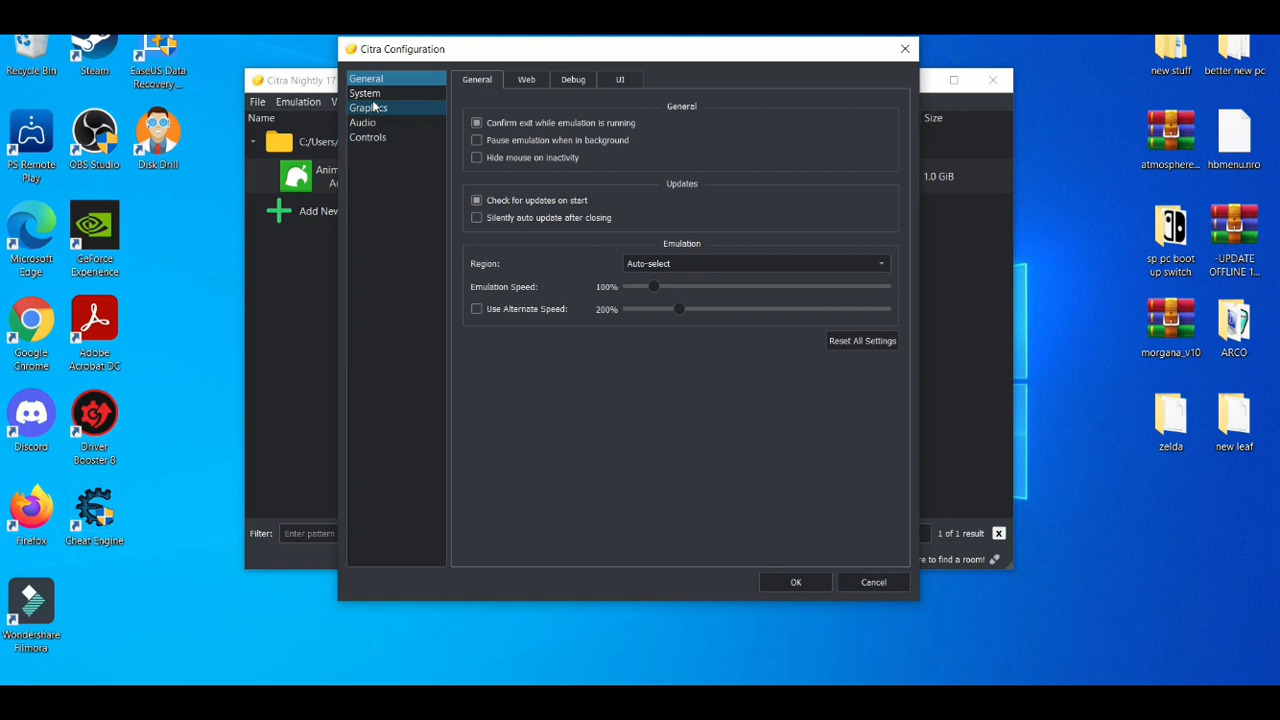 Citra Configuration
General
System
Graphics
Audio
Controls
General
Web
Debug
UI
General
Confirm exit while emulation is running
Pause emulation when in background
Hide mouse on inactivity
Updates
Check for updates on start
Silently auto update after closing
Emulation
Region:
Auto-select
Emulation Speed:
100%
Use Alternate Speed:
200%
Reset All Settings
OK
Cancel
Citra Nightly 17
File
Emulation
V
Name
Size
C:/Users/
Anim
1.0 GiB
Add New
Filter:
Enter pattern
1 of 1 result
X
re to find a room!
Recycle Bin
Steam
EaseUS Data
Recovery ...
PS Remote
Play
OBS Studio
Disk Drill
Microsoft
Edge
GeForce
Experience
Google
Chrome
Adobe
Acrobat DC
Discord
Driver
Booster 8
Firefox
Cheat Engine
Wondershare
Filmora
new stuff
better new pc
atmosphere...
hbmenu.nro
sp pc boot
up switch
-UPDATE
OFFLINE 1...
morgana_v10
ARCO
zelda
new leaf